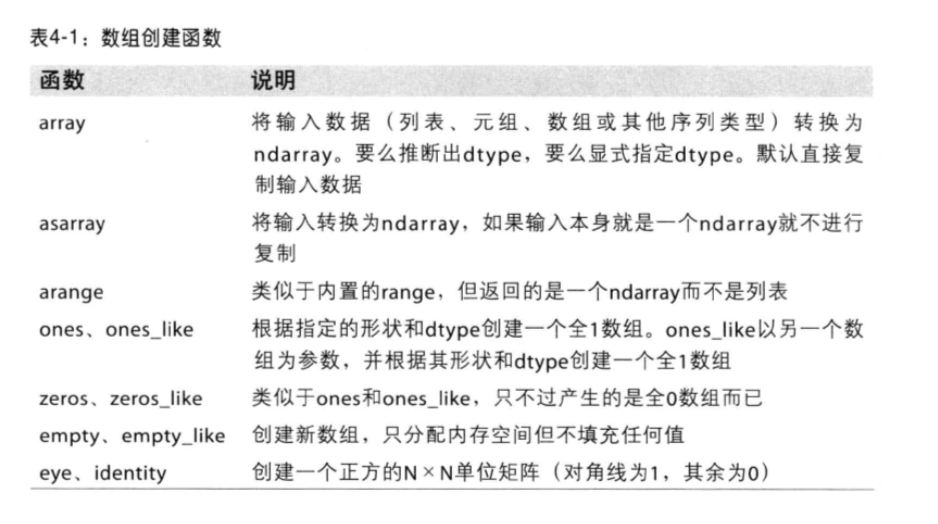 表4-1：数组创建函数
函数 说明
array 将输入数据（列表、元组、数组或其他序列类型）转换为
ndarray。要么推断出dtype，要么显式指定dtype。默认直接复
制输入数据
asarray 将输入转换为ndarray，如果输入本身就是一个ndarray就不进行
复制
arange 类似于内置的range，但返回的是一个ndarray而不是列表
ones、ones_like 根据指定的形状和dtype创建一个全1数组。ones_like以另一个数
组为参数，并根据其形状和dtype创建一个全1数组
zeros、zeros_like 类似于ones和ones_like，只不过产生的是全0数组而已
empty、empty_like 创建新数组，只分配内存空间但不填充任何值
eye、identity 创建一个正方的N×N单位矩阵（对角线为1，其余为0）